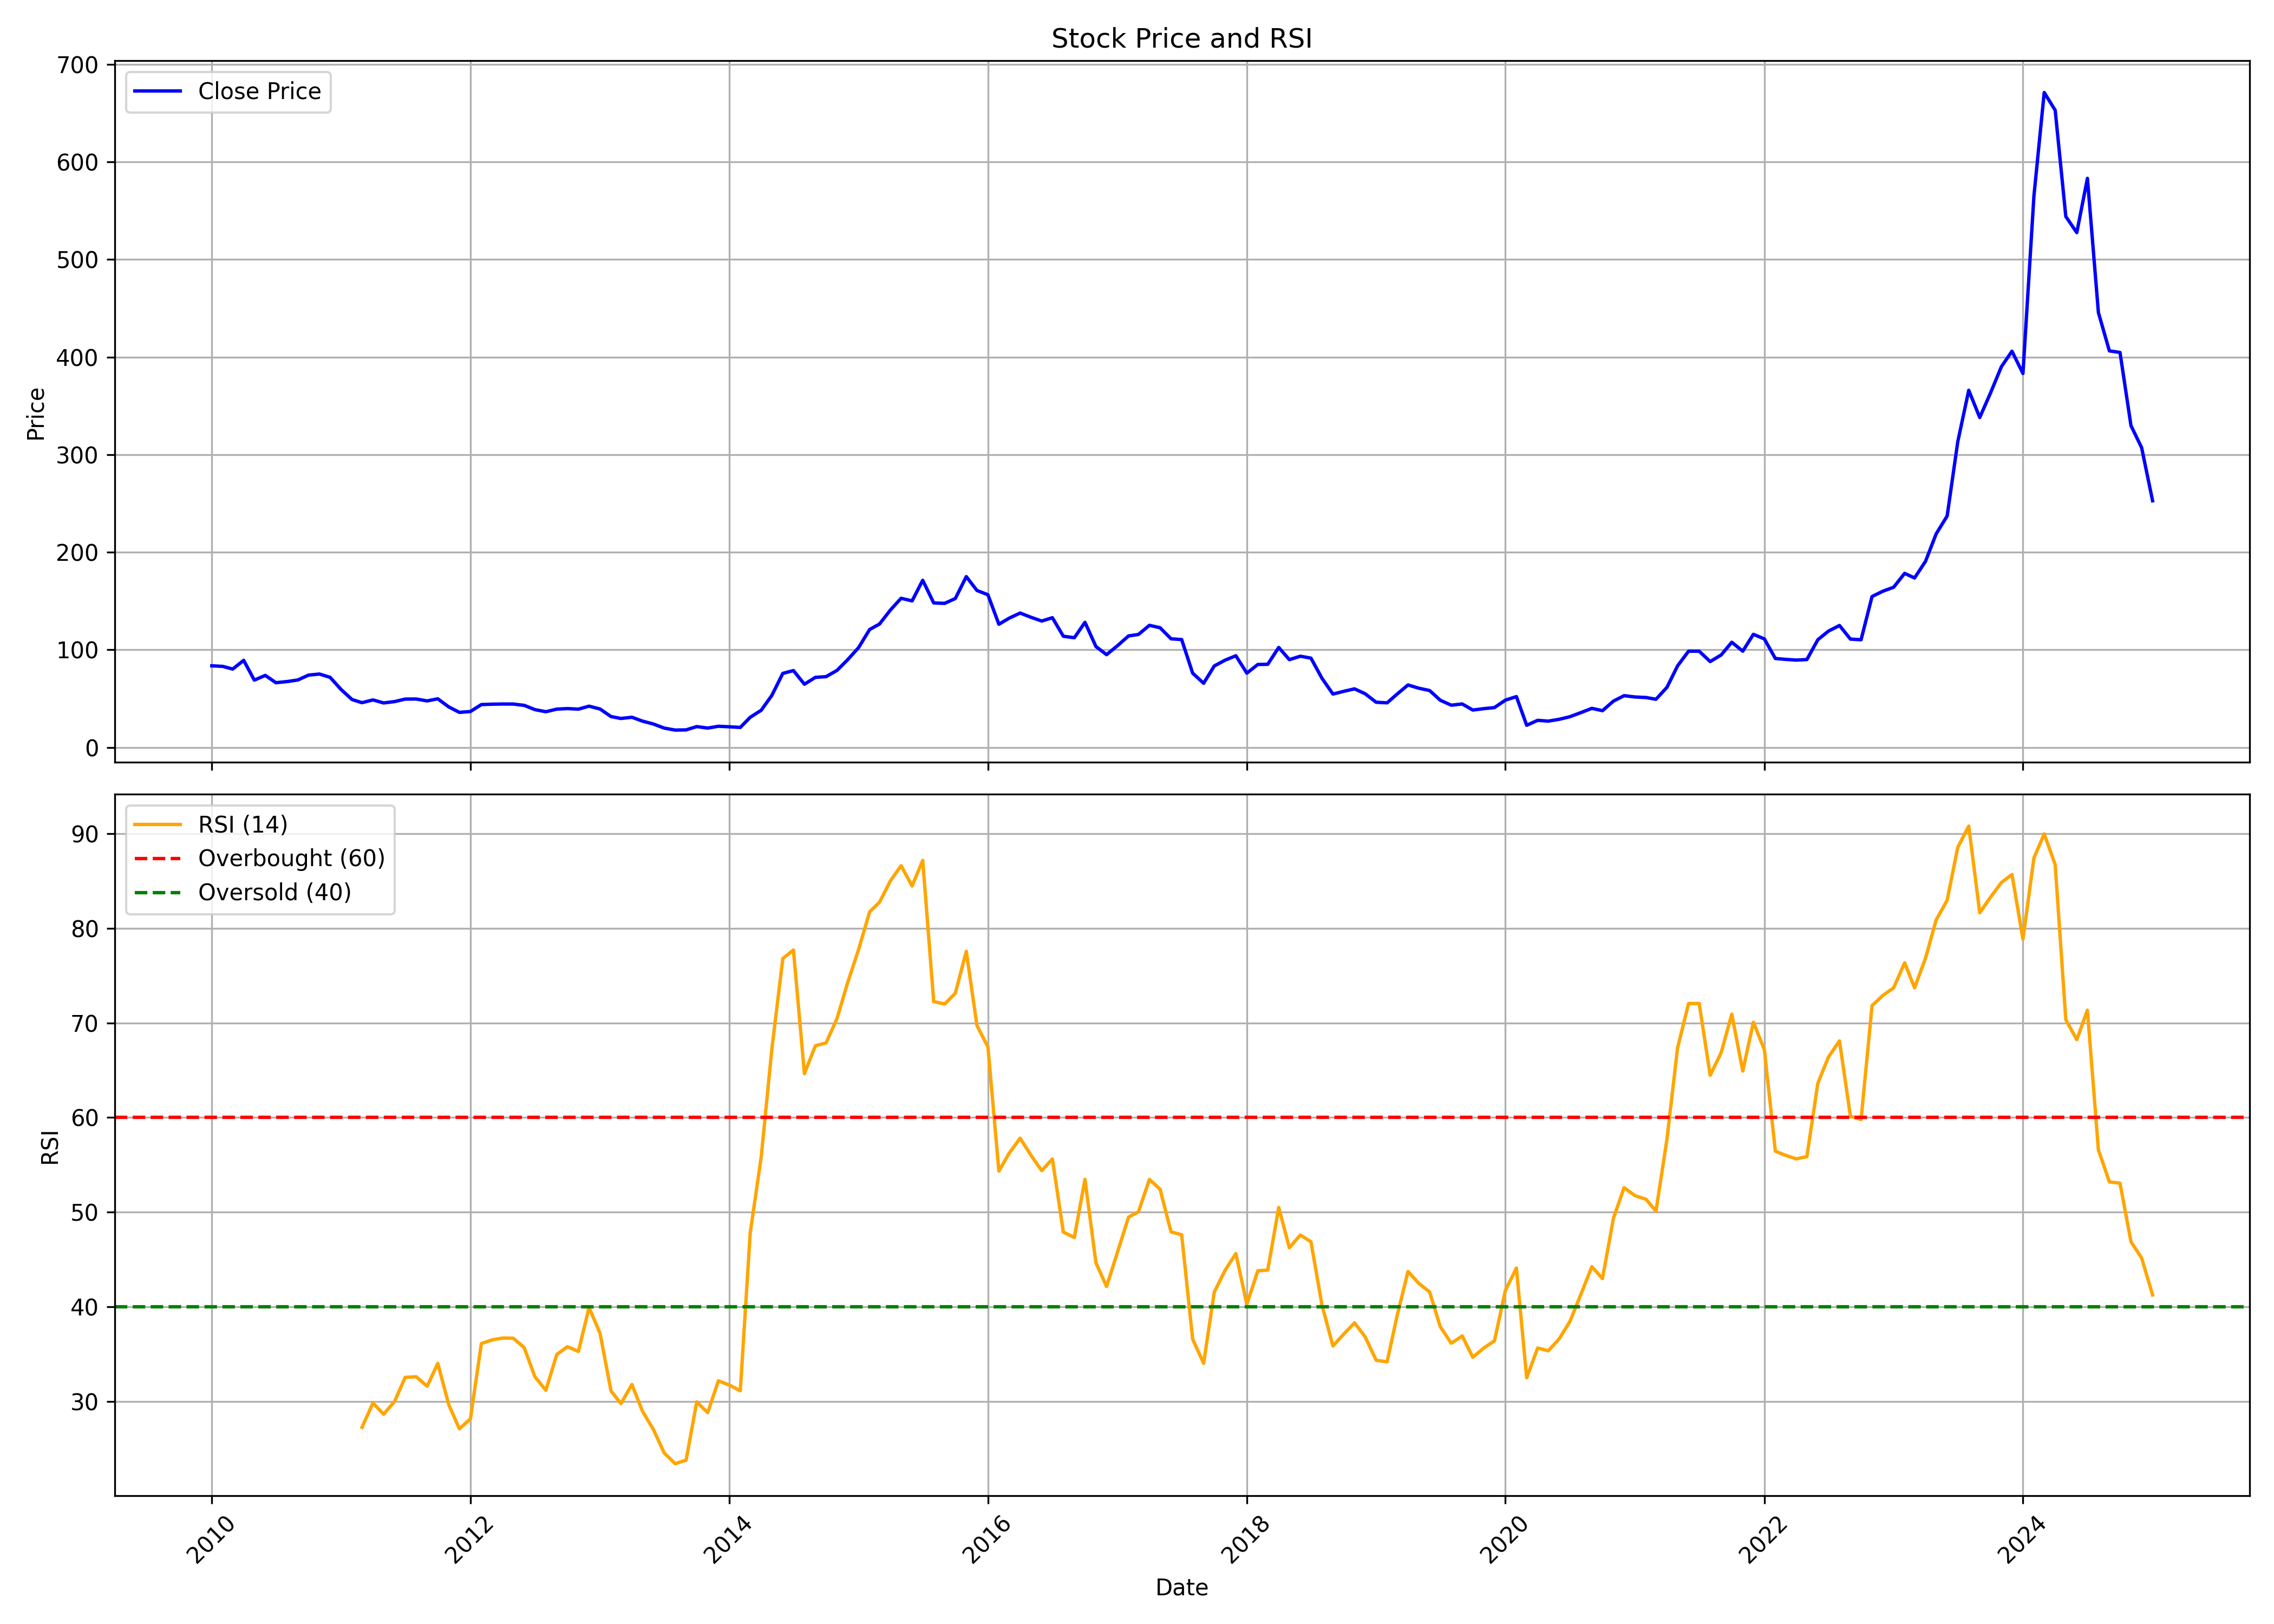 Stock Price and RSI
700
600
500
400
300
200
100
0
Price
Close Price
90
80
70
60
50
40
30
RSI
RSI (14)
Overbought (60)
Oversold (40)
2010
2012
2014
2016
2018
2020
2022
2024
Date